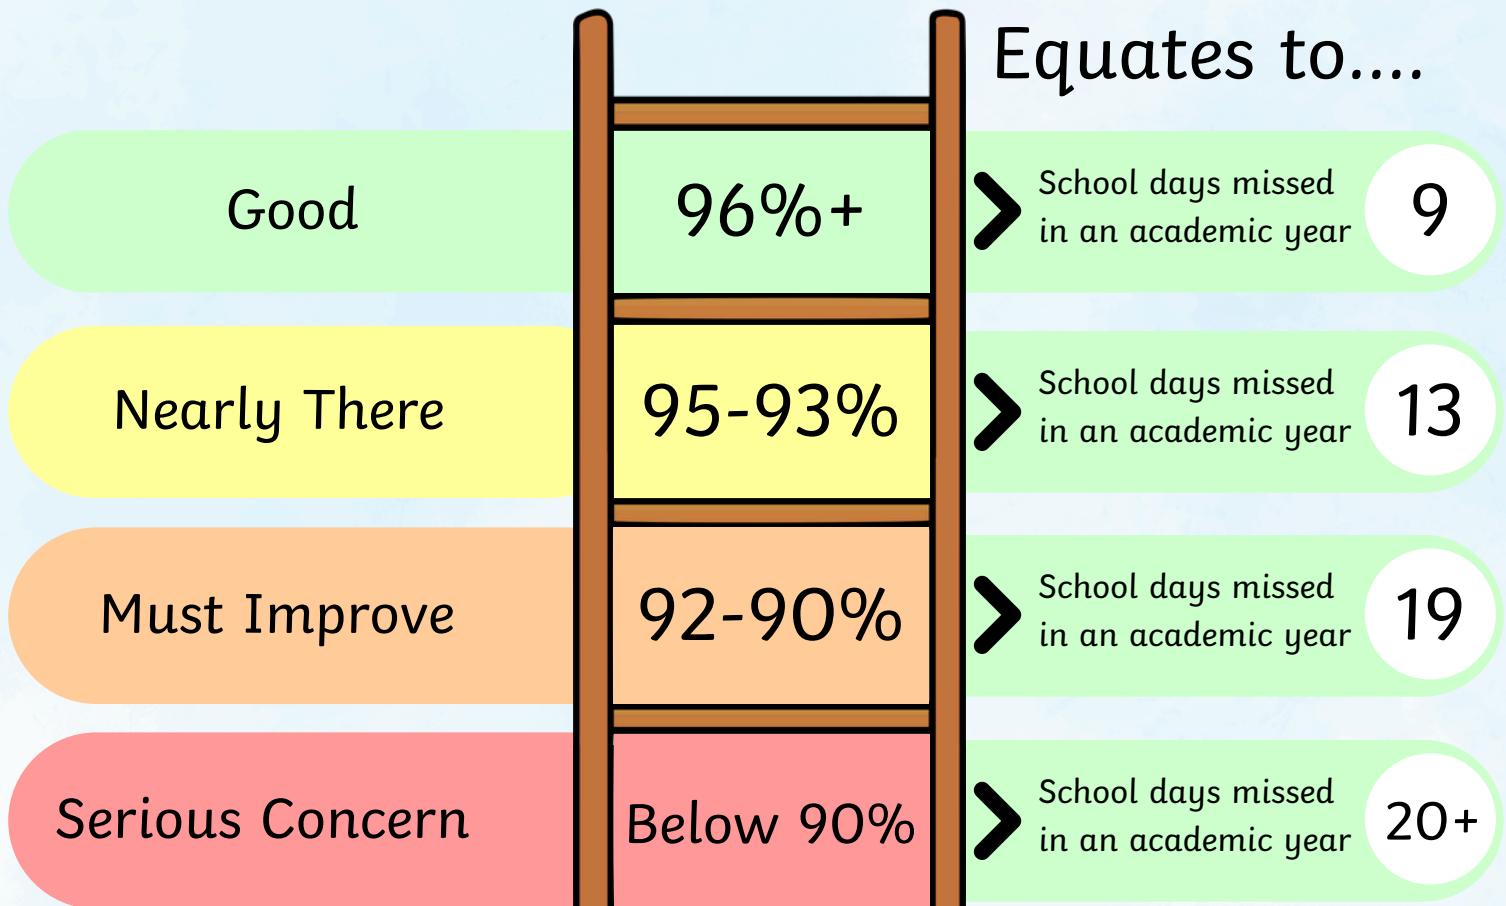 Equates to....
Good
96%+
School days missed
in an academic year
9
Nearly There
95-93%
School days missed
in an academic year
13
Must Improve
92-90%
School days missed
in an academic year
19
Serious Concern
Below 90%
School days missed
in an academic year
20+